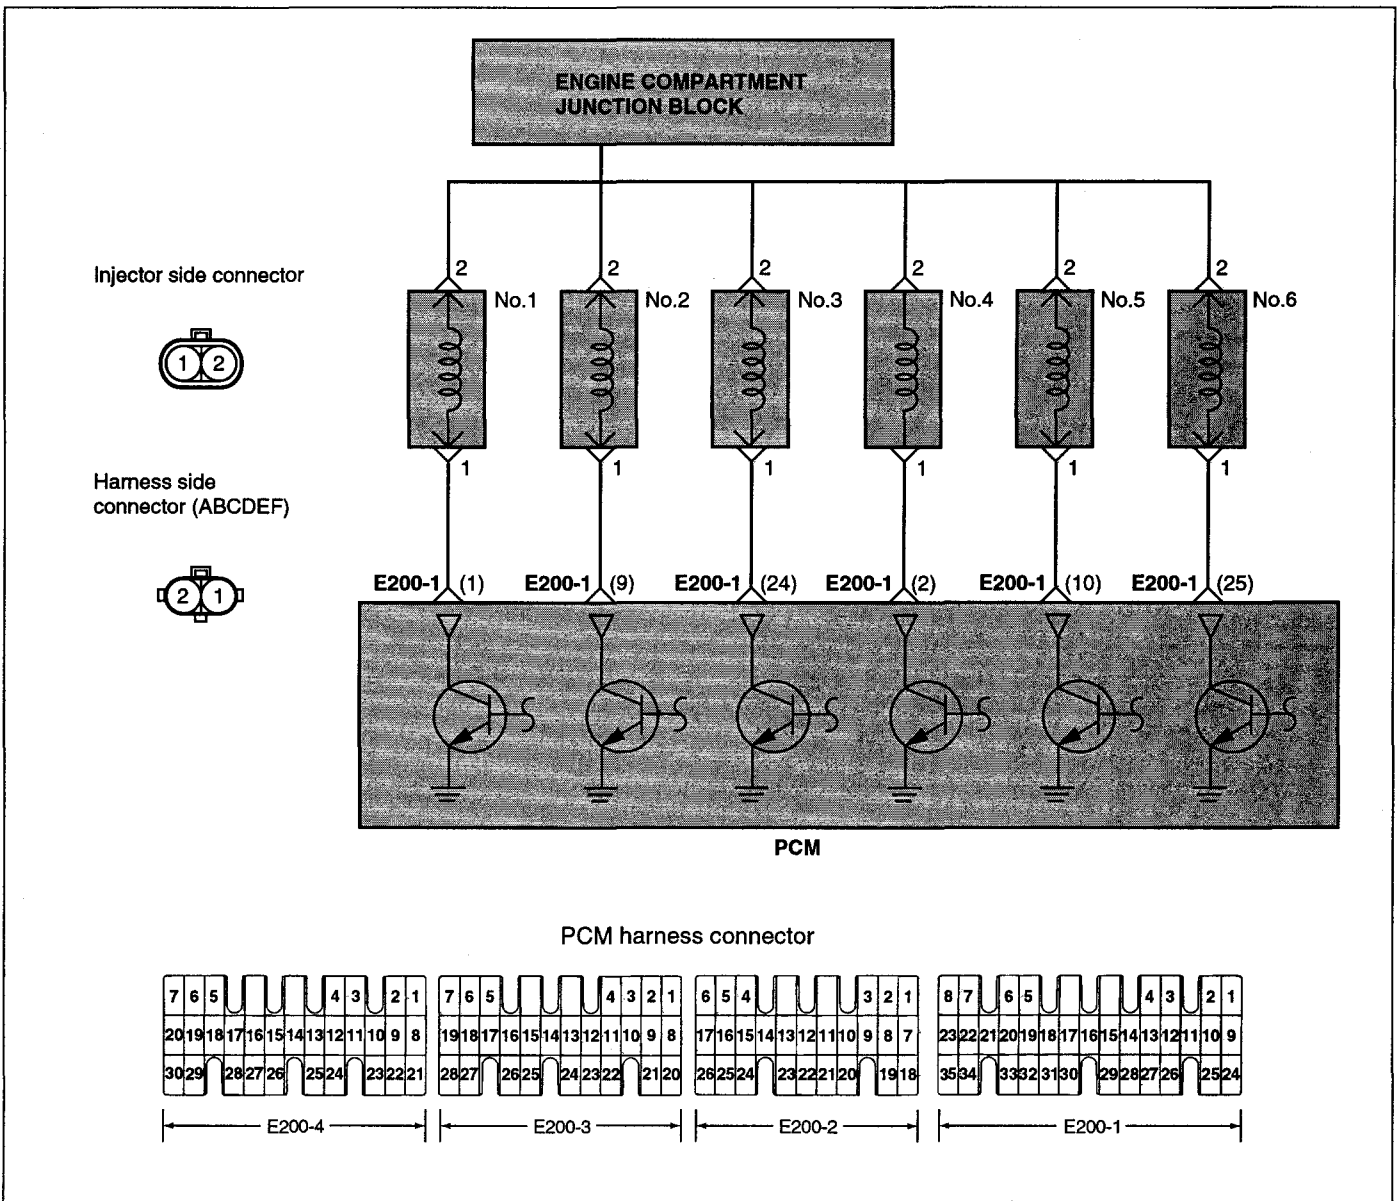 ENGINE COMPARTMENT
JUNCTION BLOCK
2 2 2 2 2 2
Injector side connector
No.1 No.2 No.3 No.4 No.5 No.6
1 2
1 1 1 1 1 1
Harness side
connector (ABCDEF)
E200-1 (1) E200-1 (9) E200-1 (24) E200-1 (2) E200-1 (10) E200-1 (25)
2 1
PCM
PCM harness connector
7 6 5 4 3 2 1 7 6 5 4 3 2 1 6 5 4 3 2 1 8 7 6 5 4 3 2 1
20 19 18 17 16 15 14 13 12 11 10 9 8 19 18 17 16 15 14 13 12 11 10 9 8 17 16 15 14 13 12 11 10 9 8 7 23 22 21 20 19 18 17 16 15 14 13 12 11 10 9
30 29 28 27 26 25 24 23 22 21 28 27 26 25 24 23 22 21 20 26 25 24 23 22 21 20 19 18 35 34 33 32 31 30 29 28 27 26 25 24
E200-4 E200-3 E200-2 E200-1